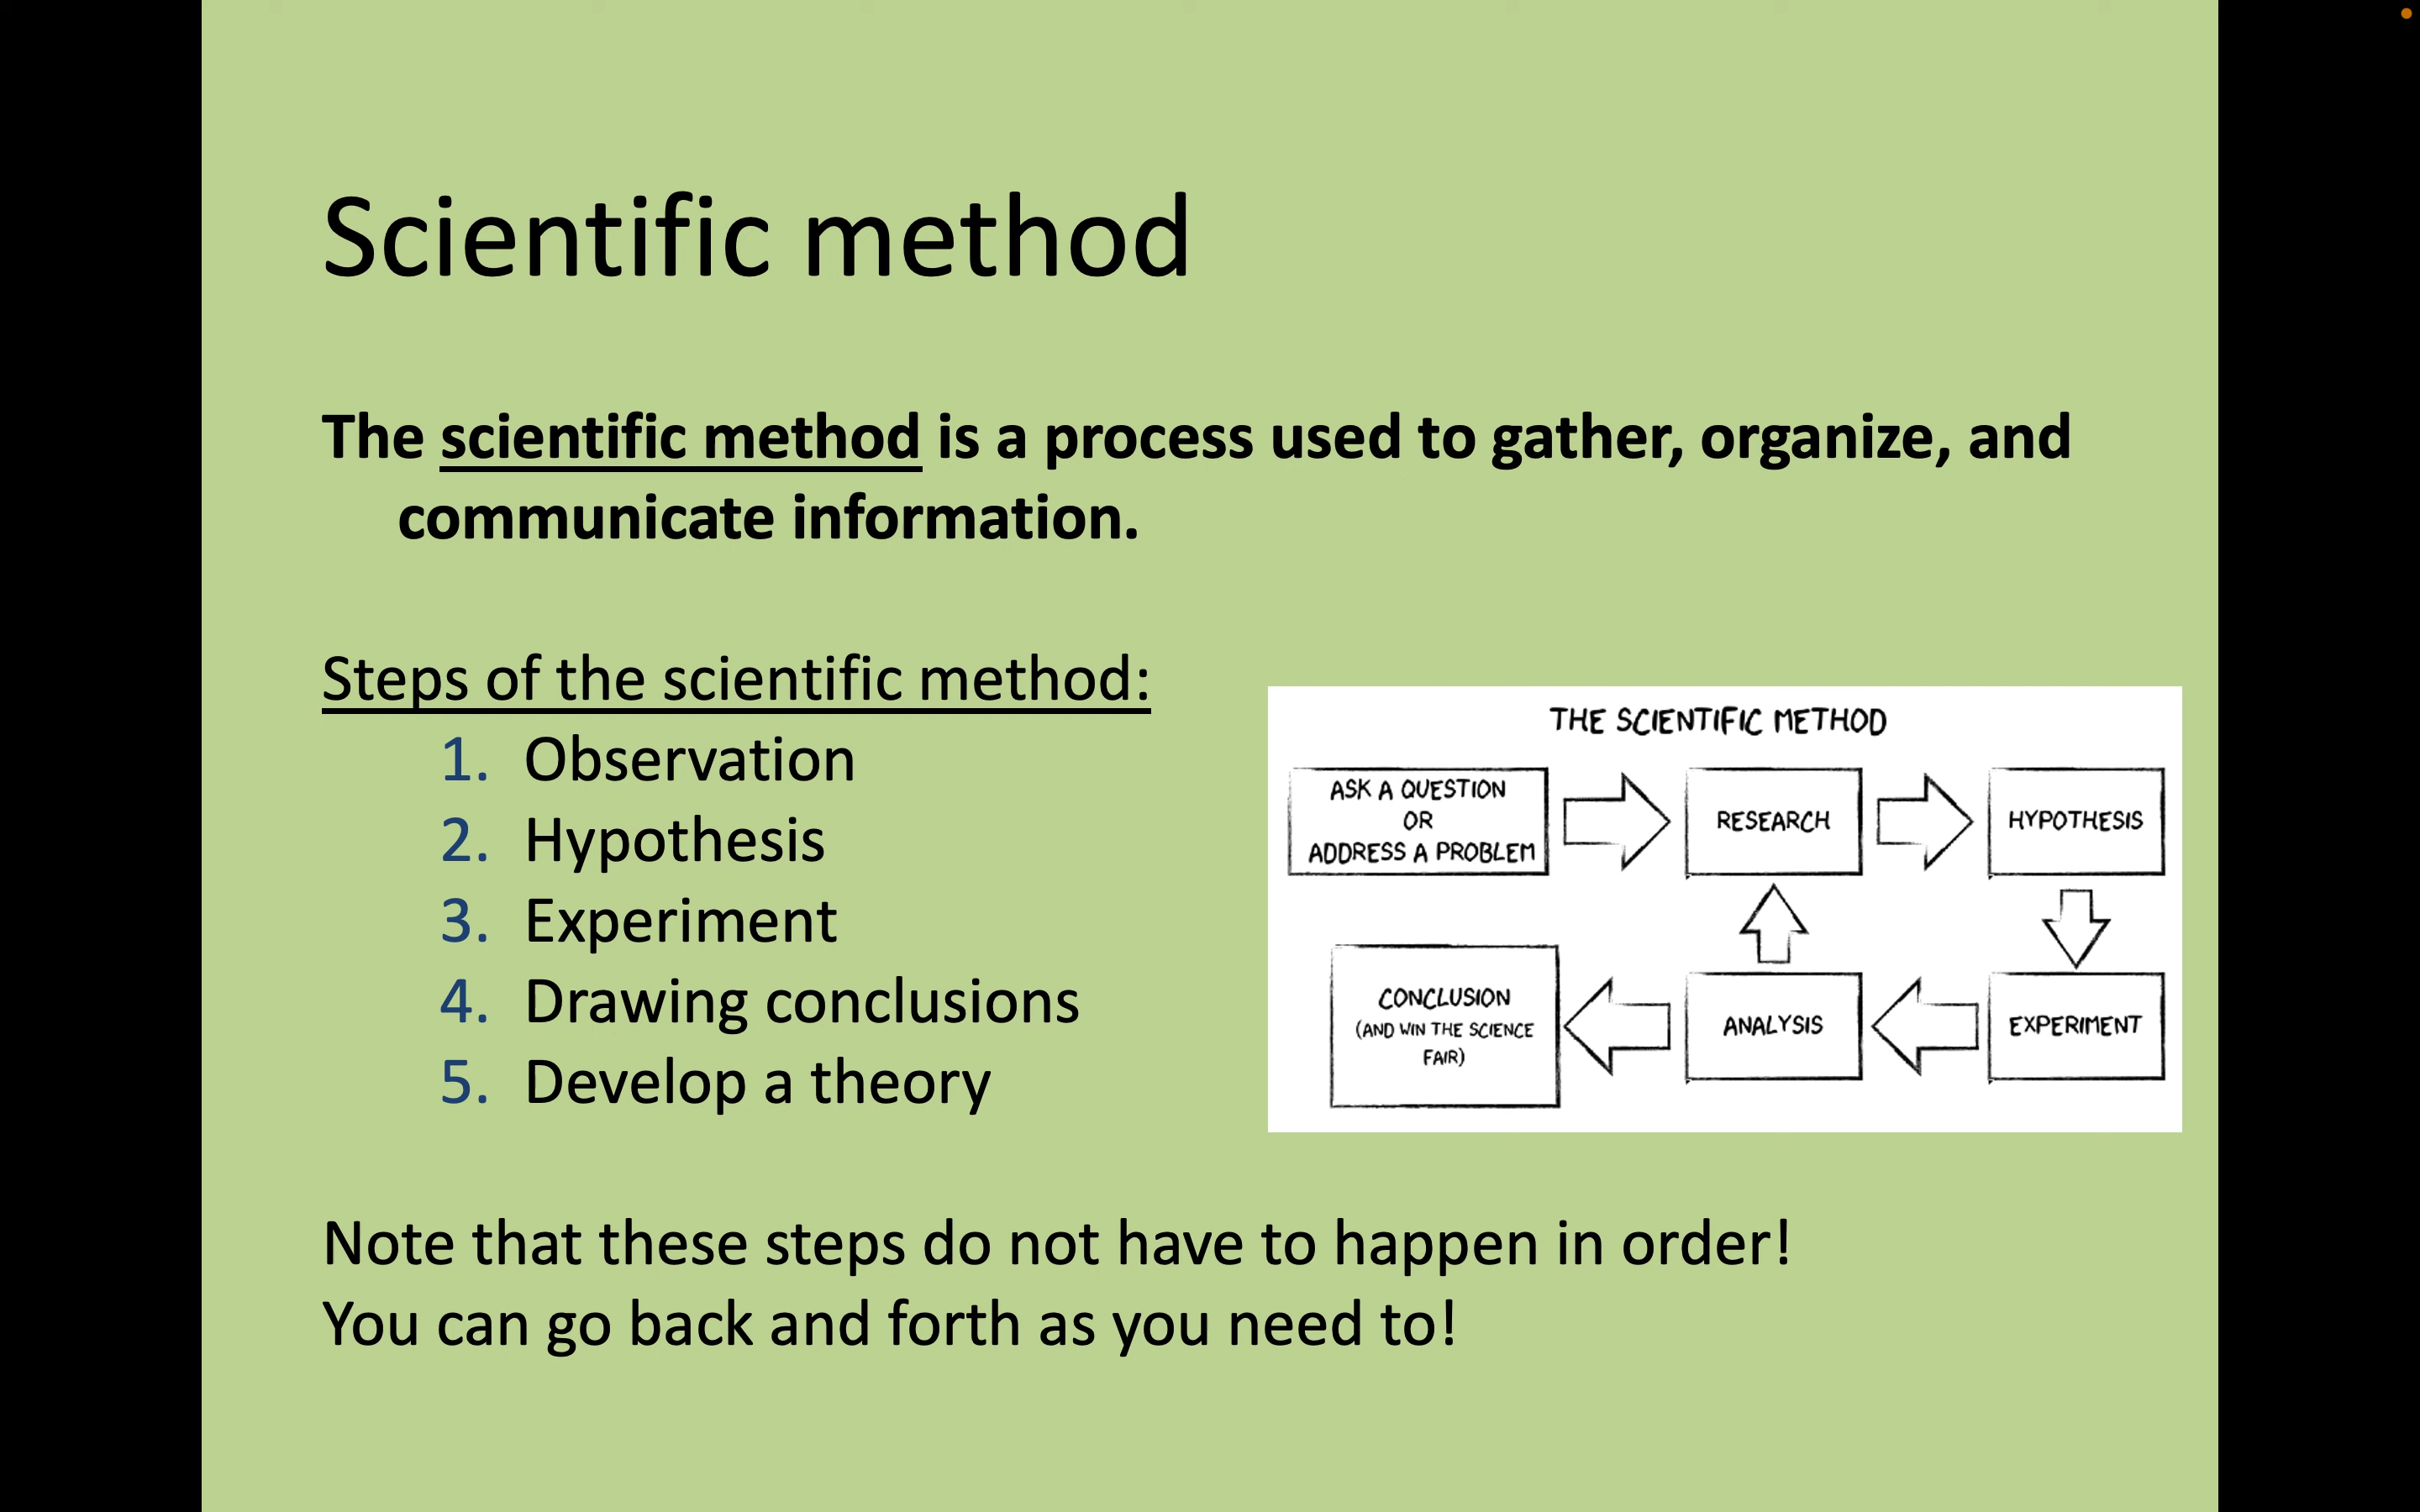 Scientific method
The scientific method is a process used to gather, organize, and
communicate information.
Steps of the scientific method:
1. Observation
2. Hypothesis
3. Experiment
4. Drawing conclusions
5. Develop a theory
THE SCIENTIFIC METHOD
ASK A QUESTION
OR
ADDRESS A PROBLEM
RESEARCH
HYPOTHESIS
EXPERIMENT
ANALYSIS
CONCLUSION
(AND WIN THE SCIENCE
FAIR)
Note that these steps do not have to happen in order!
You can go back and forth as you need to!